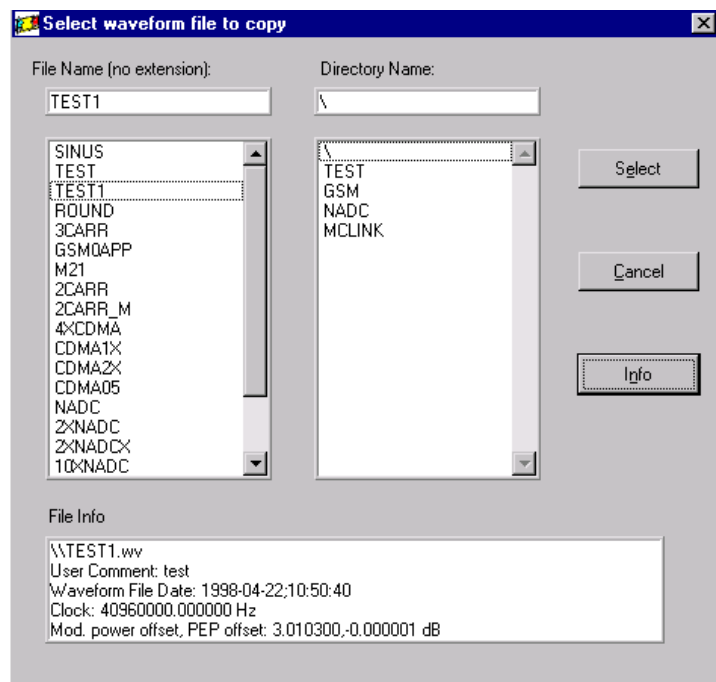 Select waveform file to copy
File Name (no extension):
TEST1
SINUS
TEST
TEST1
ROUND
3CARR
GSM0APP
M21
2CARR
2CARR_M
4XCDMA
CDMA1X
CDMA2X
CDMA05
NADC
2XNADC
2XNADCX
10XNADC
Directory Name:
\
\
TEST
GSM
NADC
MCLINK
Select
Cancel
Info
File Info
\\TEST1.wv
User Comment: test
Waveform File Date: 1998-04-22;10:50:40
Clock: 40960000.000000 Hz
Mod. power offset, PEP offset: 3.010300,-0.000001 dB